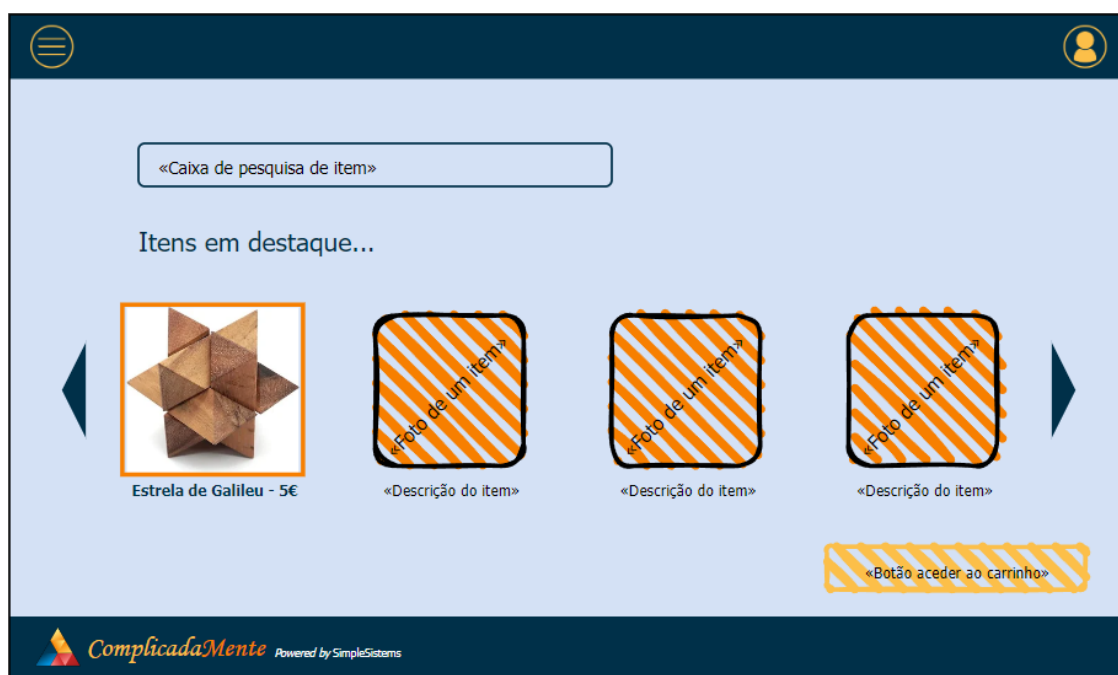 «Caixa de pesquisa de item»
Itens em destaque...
«Foto de um item»
«Foto de um item»
«Foto de um item»
Estrela de Galileu - 5€
«Descrição do item»
«Descrição do item»
«Descrição do item»
«Botão aceder ao carrinho»
ComplicadaMente Powered by SimpleSistems